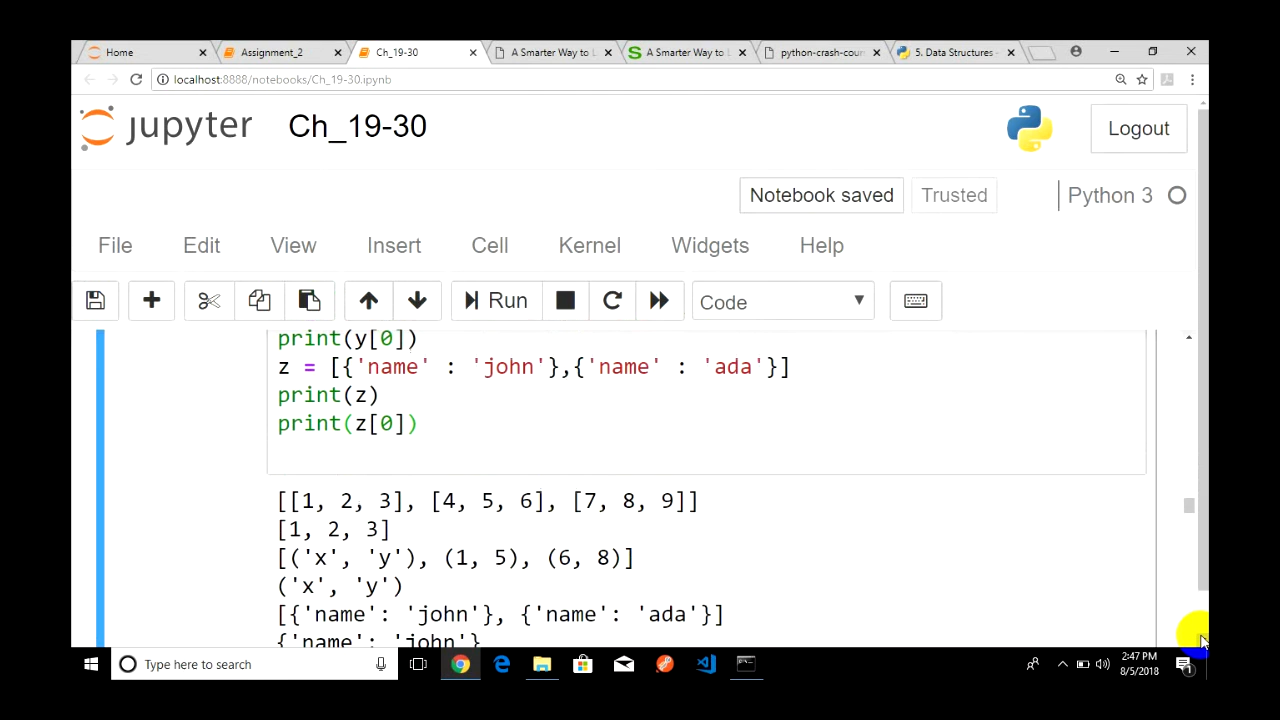 Home
Assignment_2
Ch_19-30
A Smarter Way to L
A Smarter Way to L
python-crash-cour
5. Data Structures -
localhost:8888/notebooks/Ch_19-30.ipynb
jupyter Ch_19-30
Logout
Notebook saved
Trusted
Python 3
File Edit View Insert Cell Kernel Widgets Help
Run
Code
print(y[0])
z = [{'name' : 'john'},{'name' : 'ada'}]
print(z)
print(z[0])
[[1, 2, 3], [4, 5, 6], [7, 8, 9]]
[1, 2, 3]
[('x', 'y'), (1, 5), (6, 8)]
('x', 'y')
[{'name': 'john'}, {'name': 'ada'}]
{'name': 'john'}
Type here to search
2:47 PM
8/5/2018
1